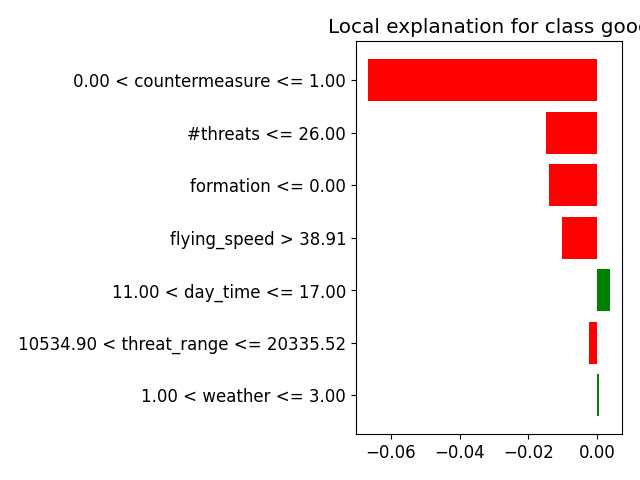 Local explanation for class good
0.00 < countermeasure <= 1.00
#threats <= 26.00
formation <= 0.00
flying_speed > 38.91
11.00 < day_time <= 17.00
10534.90 < threat_range <= 20335.52
1.00 < weather <= 3.00
−0.06 −0.04 −0.02 0.00